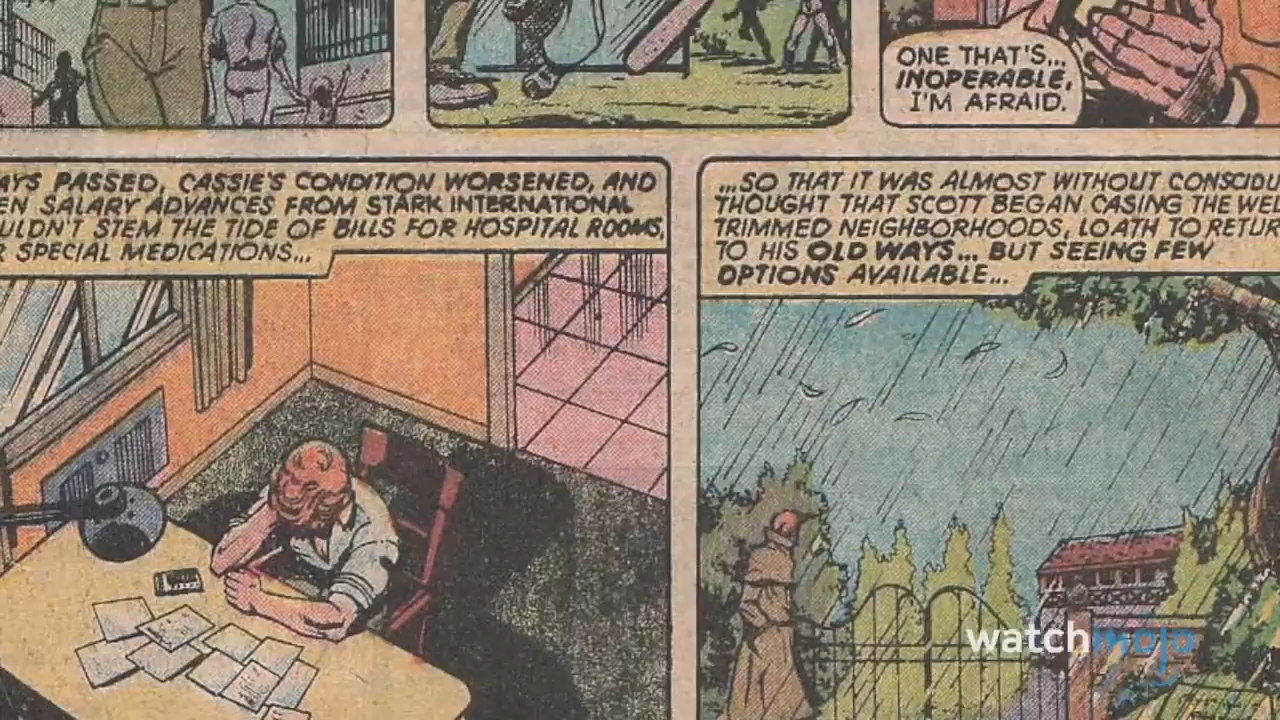 ONE THAT'S...
INOPERABLE,
I'M AFRAID.
PASSED, CASSIE'S CONDITION WORSENED, AND
SALARY ADVANCES FROM STARK INTERNATIONAL
STEM THE TIDE OF BILLS FOR HOSPITAL ROOMS,
SPECIAL MEDICATIONS...
...SO THAT IT WAS ALMOST WITHOUT
THOUGHT THAT SCOTT BEGAN CASING THE
TRIMMED NEIGHBORHOODS, LOATH TO
TO HIS OLD WAYS... BUT SEEING FEW
OPTIONS AVAILABLE...
watchmojo